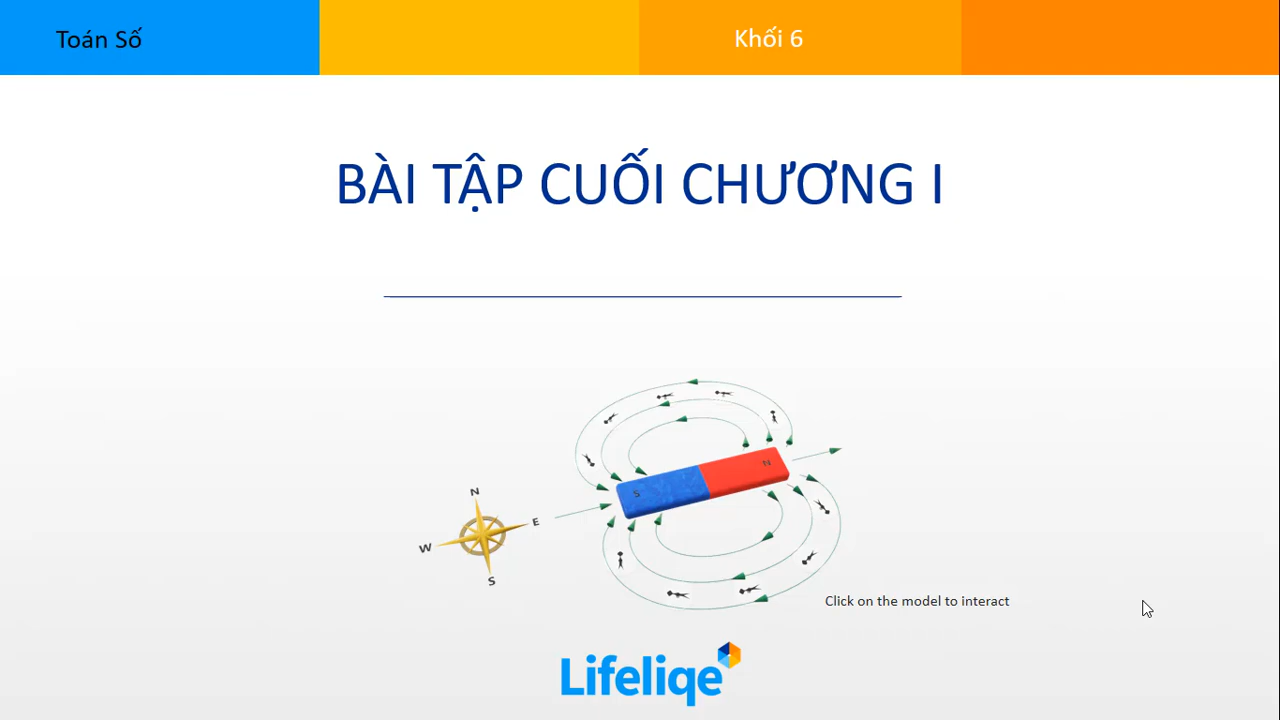 Toán Số
Khối 6
BÀI TẬP CUỐI CHƯƠNG I
N
S
N
E
W
S
Click on the model to interact
Lifeliqe